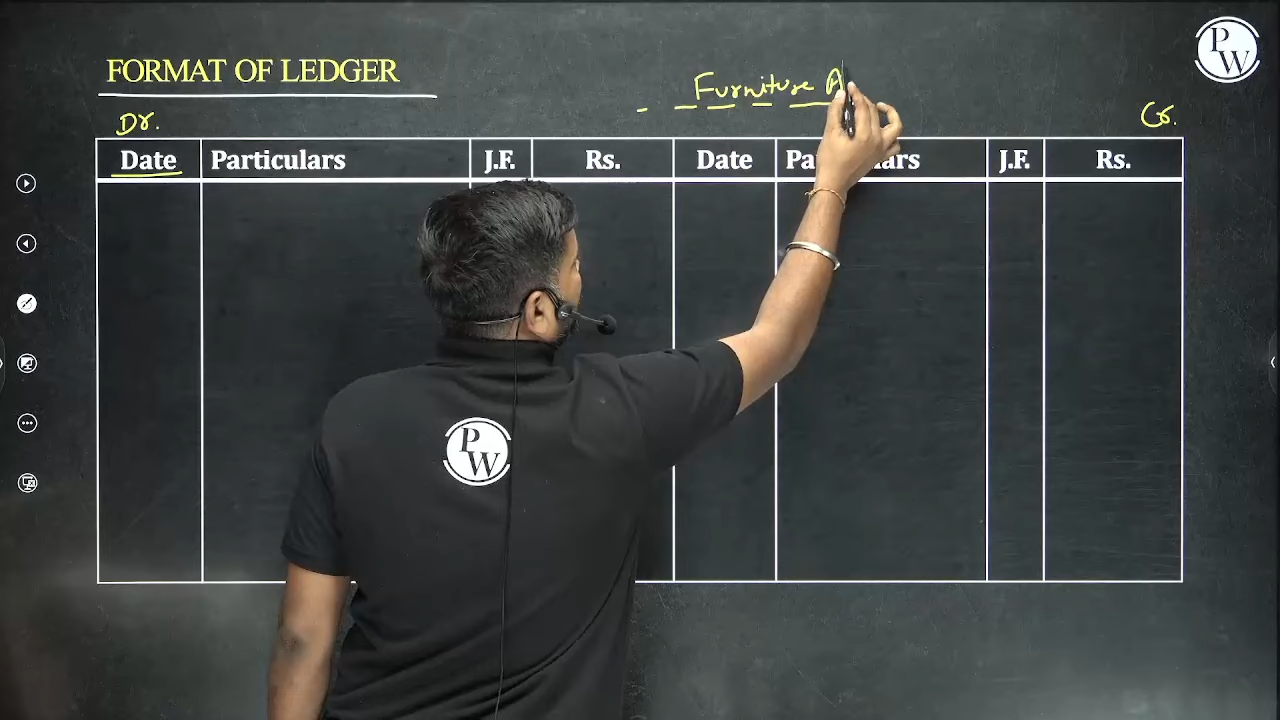 FORMAT OF LEDGER
Furniture A
Dr.
Cr.
Date Particulars J.F. Rs. Date J.F. Rs.
PW
PW